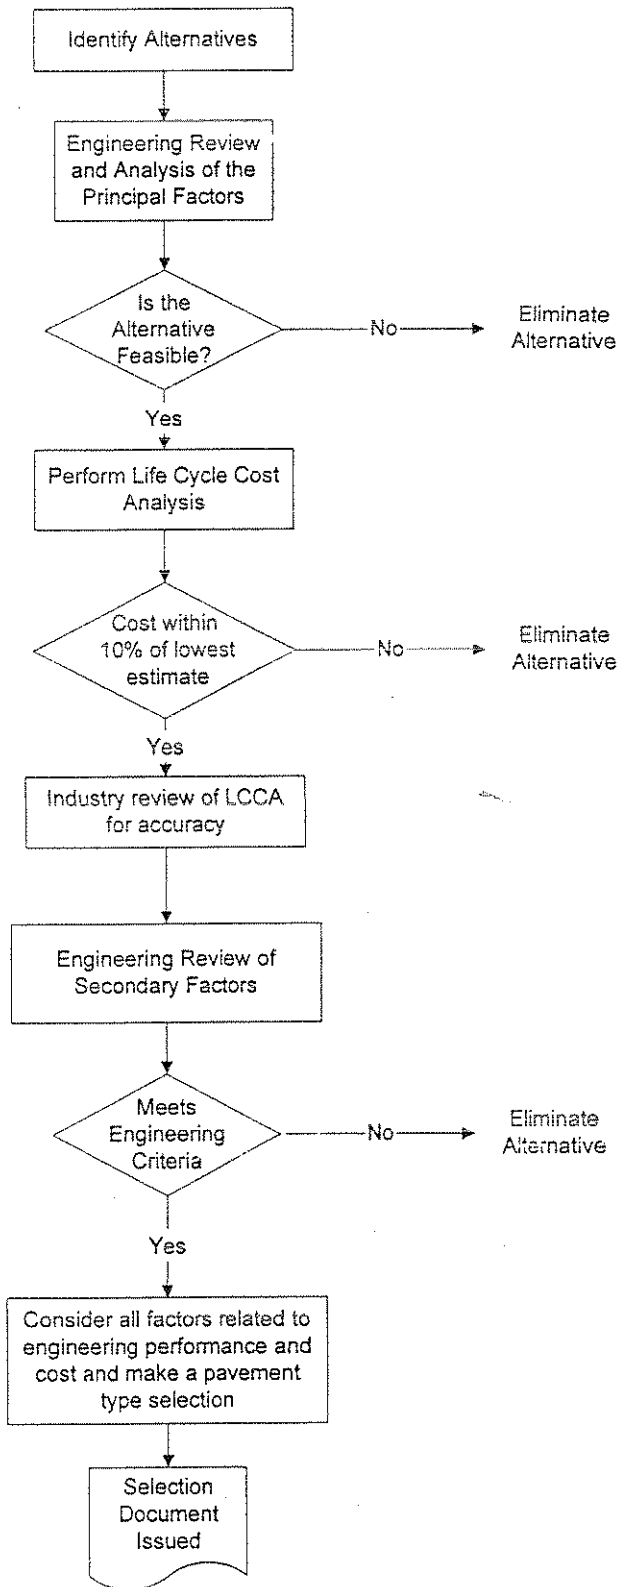 Identify Alternatives
Engineering Review
and Analysis of the
Principal Factors
Is the
Alternative
Feasible?
No
Eliminate
Alternative
Yes
Perform Life Cycle Cost
Analysis
Cost within
10% of lowest
estimate
No
Eliminate
Alternative
Yes
Industry review of LCCA
for accuracy
Engineering Review of
Secondary Factors
Meets
Engineering
Criteria
No
Eliminate
Alternative
Yes
Consider all factors related to
engineering performance and
cost and make a pavement
type selection
Selection
Document
Issued